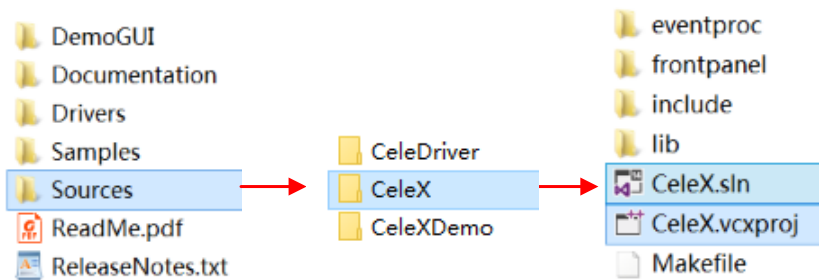 DemoGUI
Documentation
Drivers
Samples
Sources
ReadMe.pdf
ReleaseNotes.txt
CeleDriver
CeleX
CeleXDemo
eventproc
frontpanel
include
lib
CeleX.sln
CeleX.vcxproj
Makefile